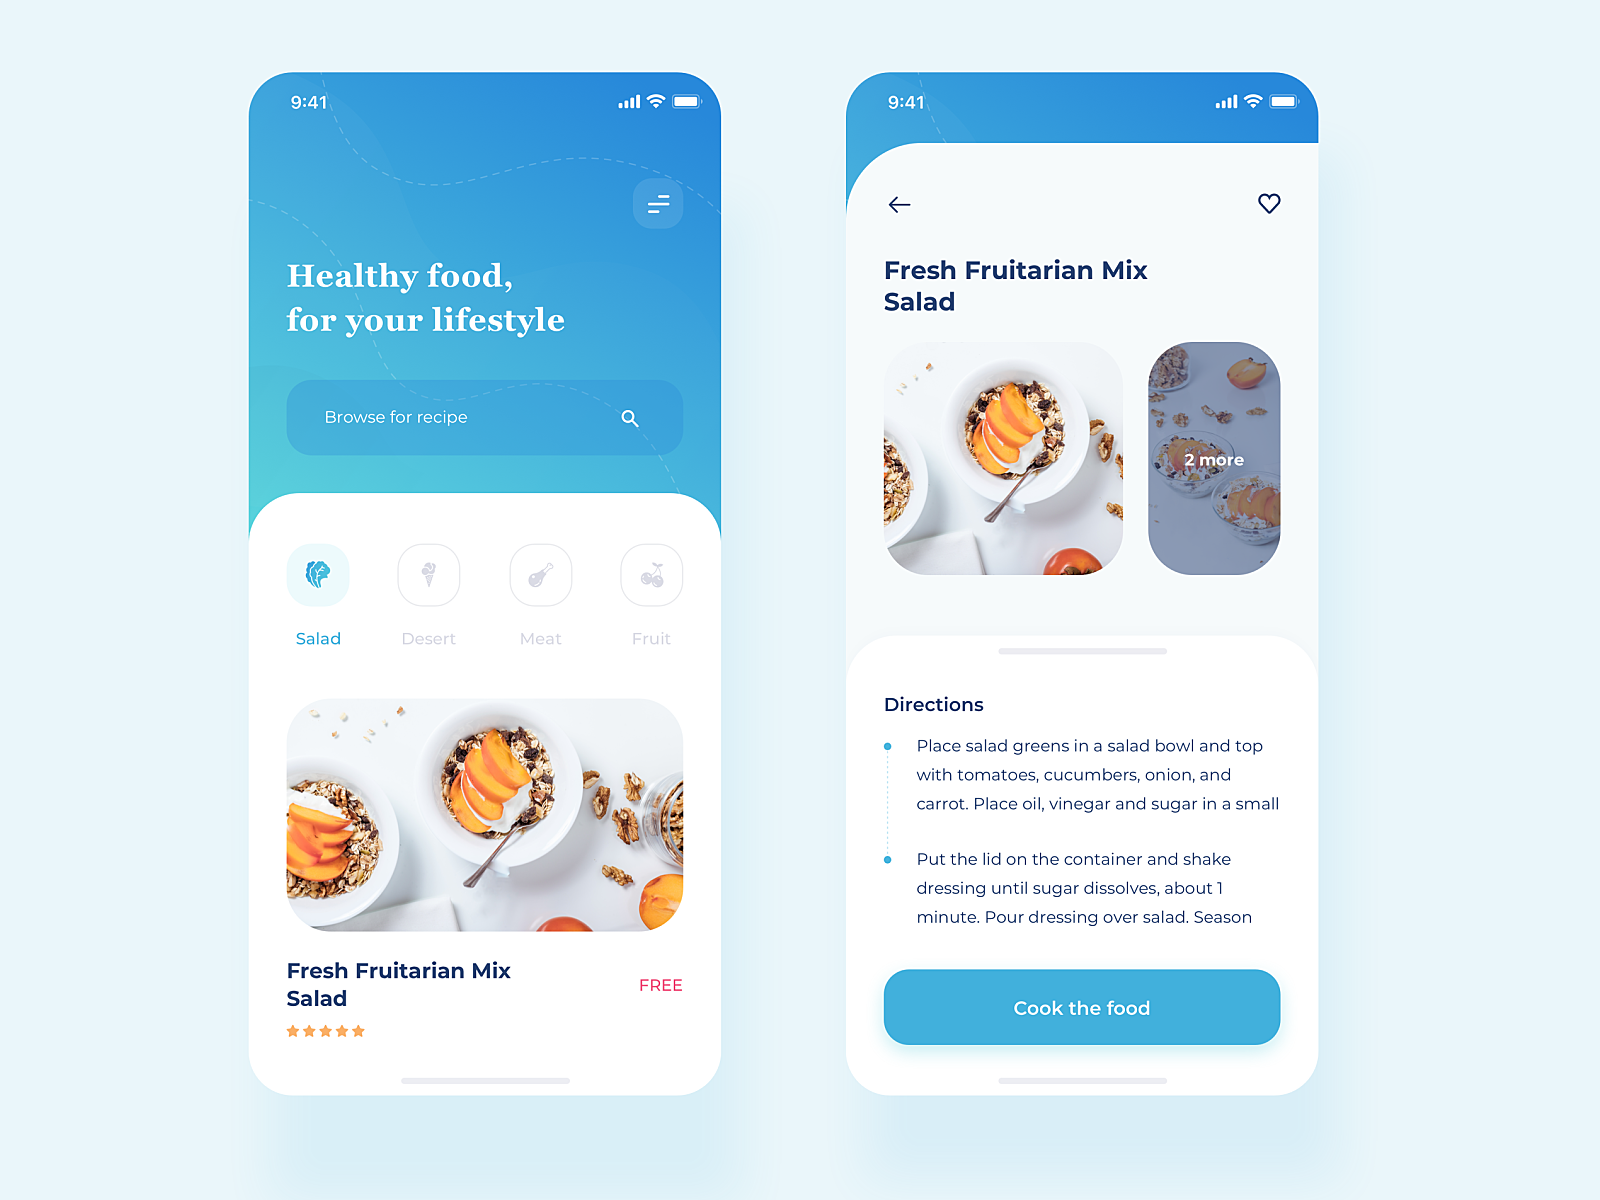 9:41
Healthy food,
for your lifestyle
Browse for recipe
Salad
Desert
Meat
Fruit
Fresh Fruitarian Mix
Salad
FREE
9:41
Fresh Fruitarian Mix
Salad
2 more
Directions
Place salad greens in a salad bowl and top
with tomatoes, cucumbers, onion, and
carrot. Place oil, vinegar and sugar in a small
Put the lid on the container and shake
dressing until sugar dissolves, about 1
minute. Pour dressing over salad. Season
Cook the food